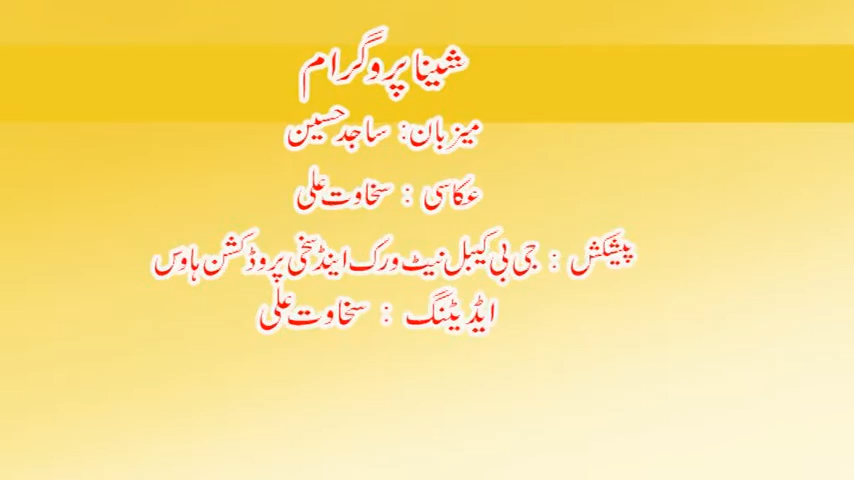 شینا پروگرام
میزبان: ساجد حسین
عکاسی : سخاوت علی
پیشکش : جی بی کیبل نیٹ ورک اینڈ سخی پروڈکشن ہاوس
ایڈیٹنگ : سخاوت علی